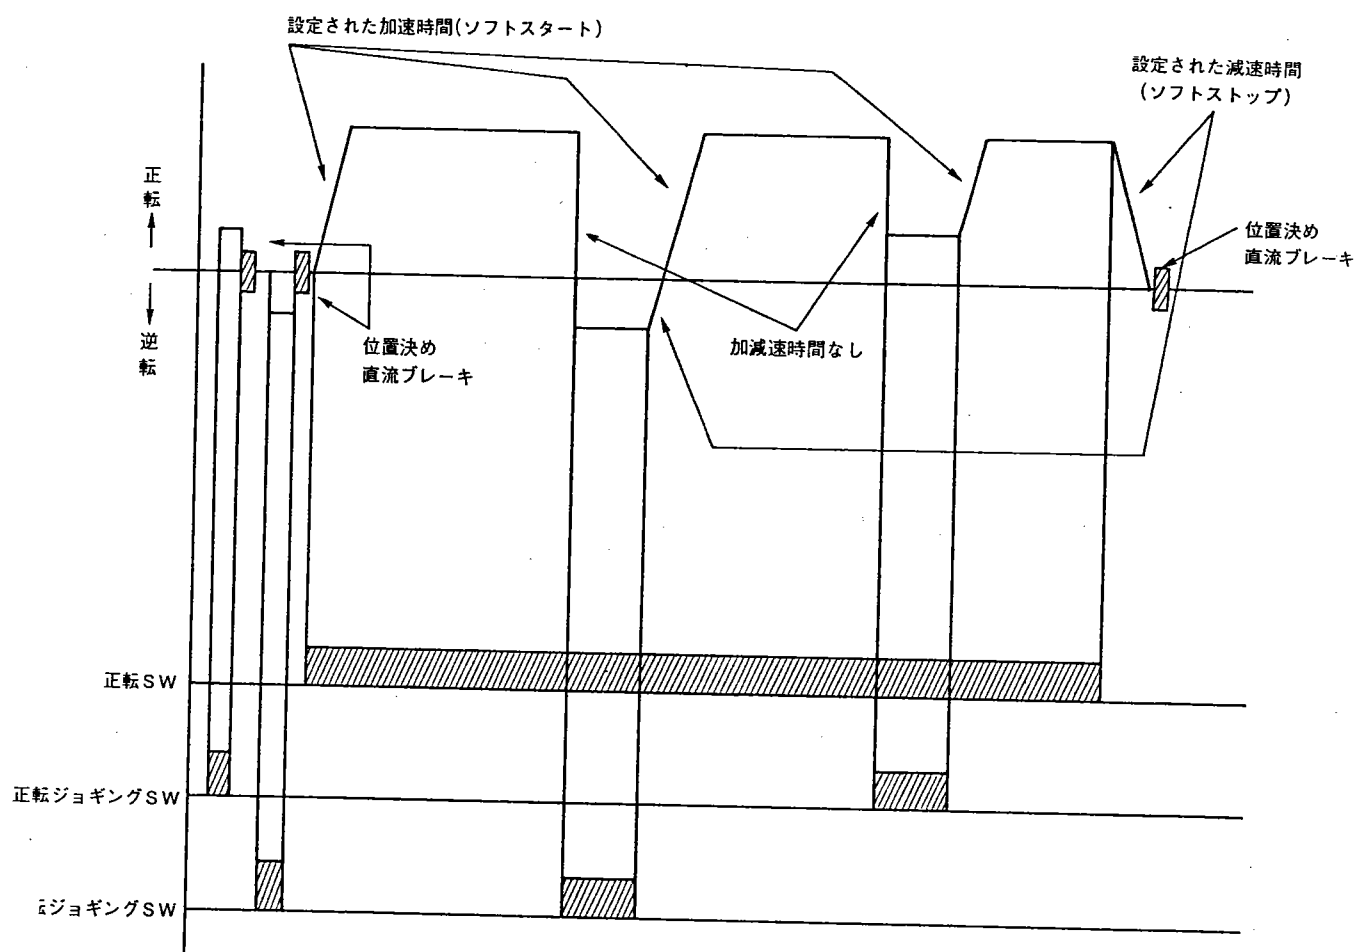 設定された加速時間(ソフトスタート)
設定された減速時間
(ソフトストップ)
正転
逆転
位置決め
直流ブレーキ
加減速時間なし
位置決め
直流ブレーキ
正転SW
正転ジョギングSW
転ジョギングSW